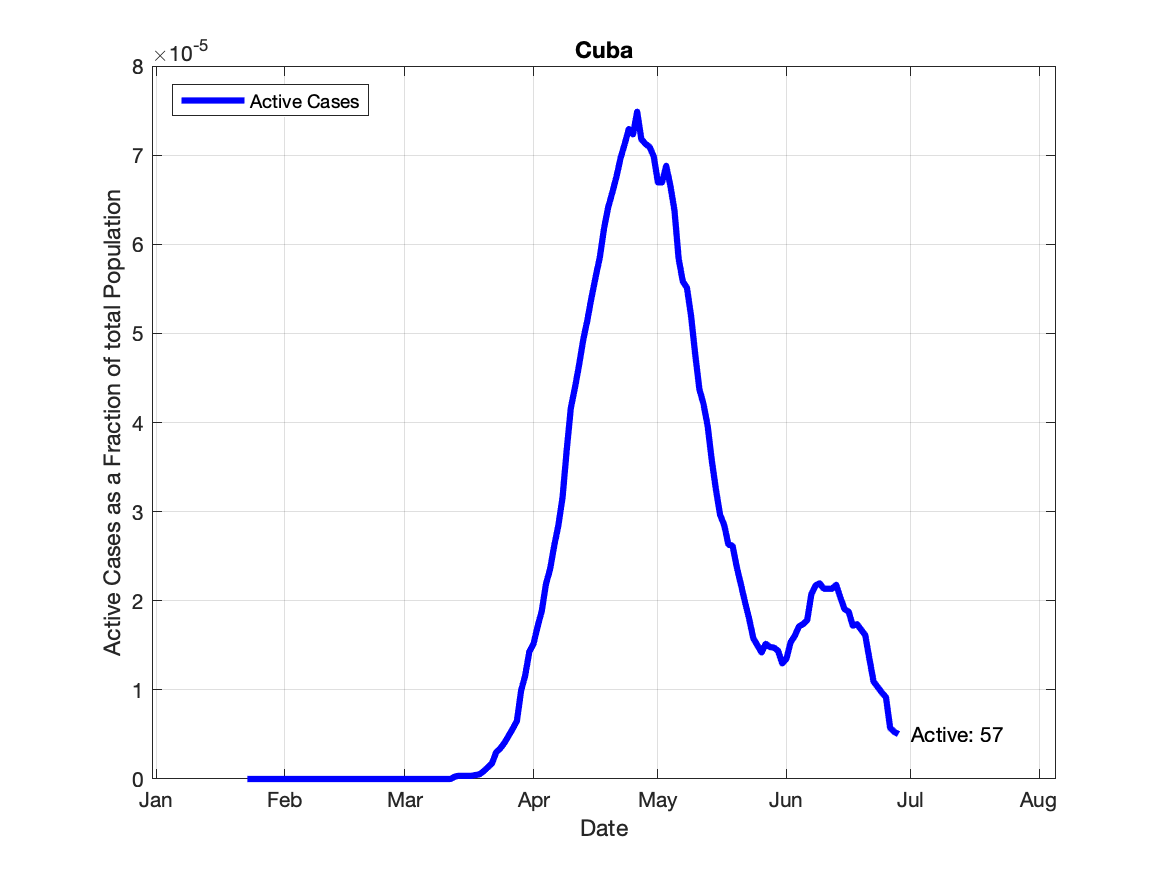 Cuba
×10-5
Active Cases
8
7
6
5
4
3
2
1
0
Active Cases as a Fraction of total Population
Active: 57
Jan Feb Mar Apr May Jun Jul Aug
Date